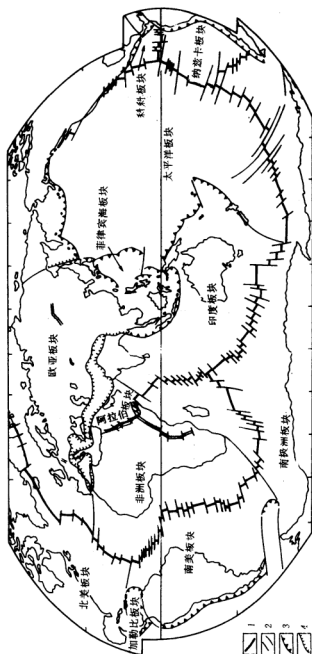 科科板块
纳兹卡板块
太平洋板块
菲律宾海板块
印度板块
欧亚板块
阿拉伯板块
非洲板块
南极洲板块
北美板块
加勒比板块
南美板块
1
2
3
4